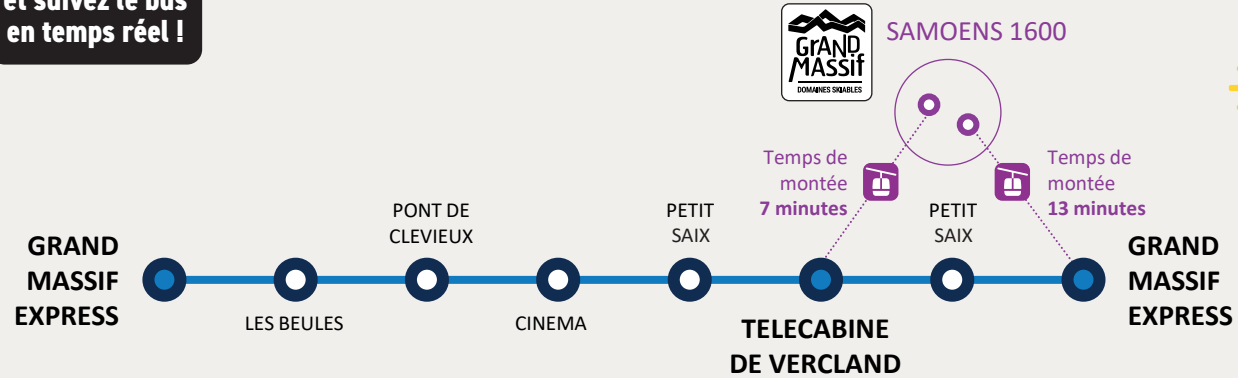 et suivez le bus
en temps réel !
GrAND
MASSif
DOMAINES SKIABLES
SAMOENS 1600
Temps de
montée
7 minutes
Temps de
montée
13 minutes
GRAND
MASSIF
EXPRESS
LES BEULES
PONT DE
CLEVIEUX
CINEMA
PETIT
SAIX
TELECABINE
DE VERCLAND
PETIT
SAIX
GRAND
MASSIF
EXPRESS